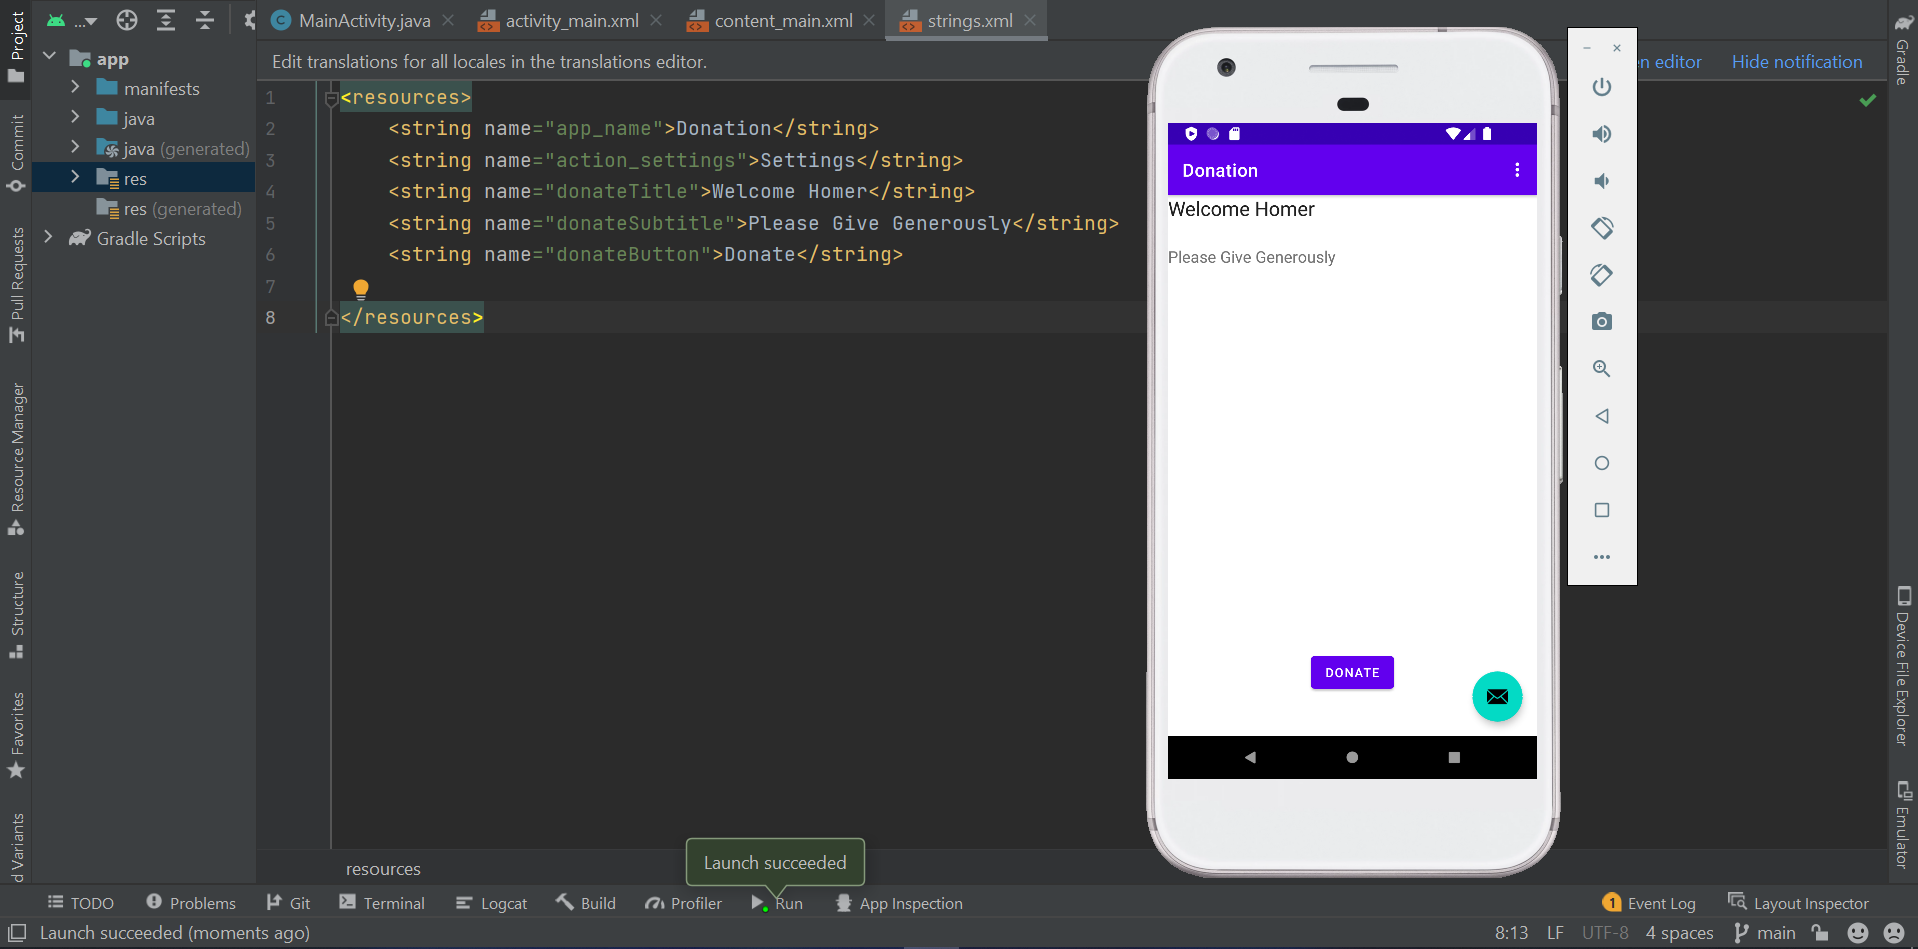 Project
Commit
Pull Requests
Resource Manager
Structure
Favorites
d Variants
...
app
manifests
java
java (generated)
res
res (generated)
Gradle Scripts
MainActivity.java
activity_main.xml
content_main.xml
strings.xml
Edit translations for all locales in the translations editor.
en editor
Hide notification
1 <resources>
2 <string name="app_name">Donation</string>
3 <string name="action_settings">Settings</string>
4 <string name="donateTitle">Welcome Homer</string>
5 <string name="donateSubtitle">Please Give Generously</string>
6 <string name="donateButton">Donate</string>
7
8 </resources>
resources
Donation
Welcome Homer
Please Give Generously
DONATE
Gradle
Device File Explorer
Emulator
Launch succeeded
TODO
Problems
Git
Terminal
Logcat
Build
Profiler
Run
App Inspection
1 Event Log
Layout Inspector
Launch succeeded (moments ago)
8:13
LF
UTF-8
4 spaces
main